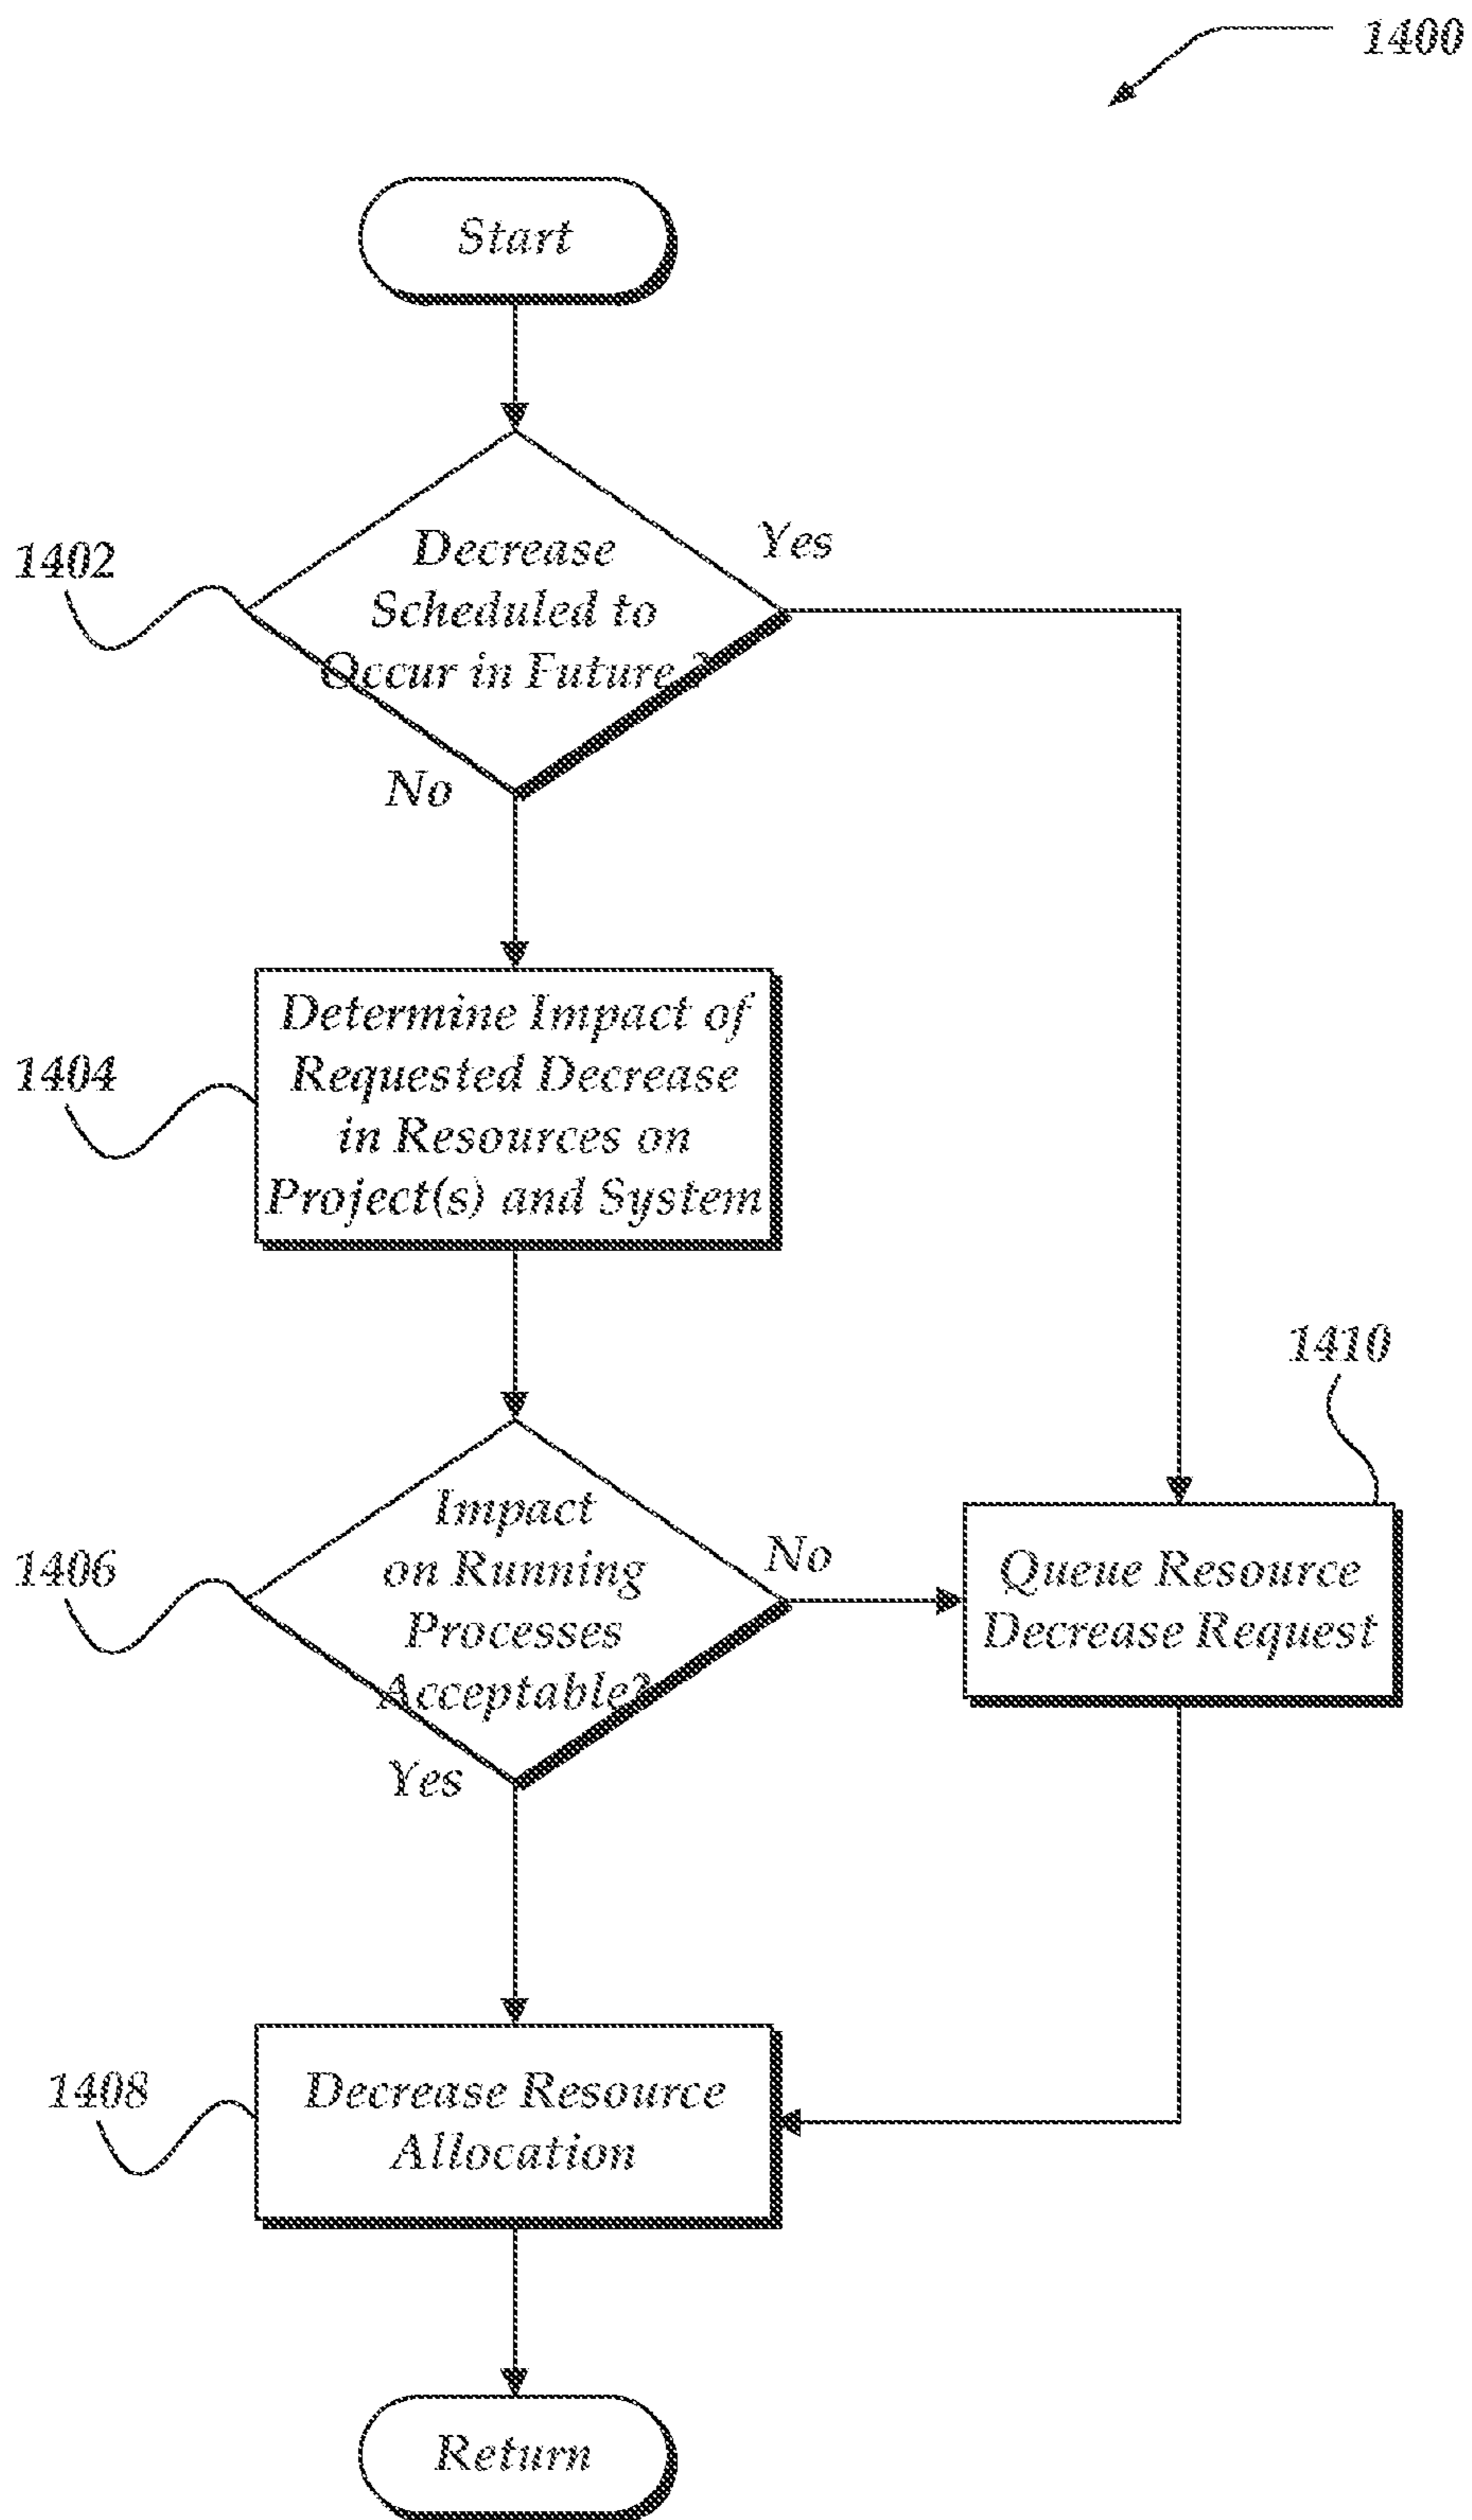 1400
Start
1402
Decrease
Scheduled to
Occur in Future ?
Yes
No
1404
Determine Impact of
Requested Decrease
in Resources on
Project(s) and System
1406
Impact
on Running
Processes
Acceptable?
No
Yes
1410
Queue Resource
Decrease Request
1408
Decrease Resource
Allocation
Return